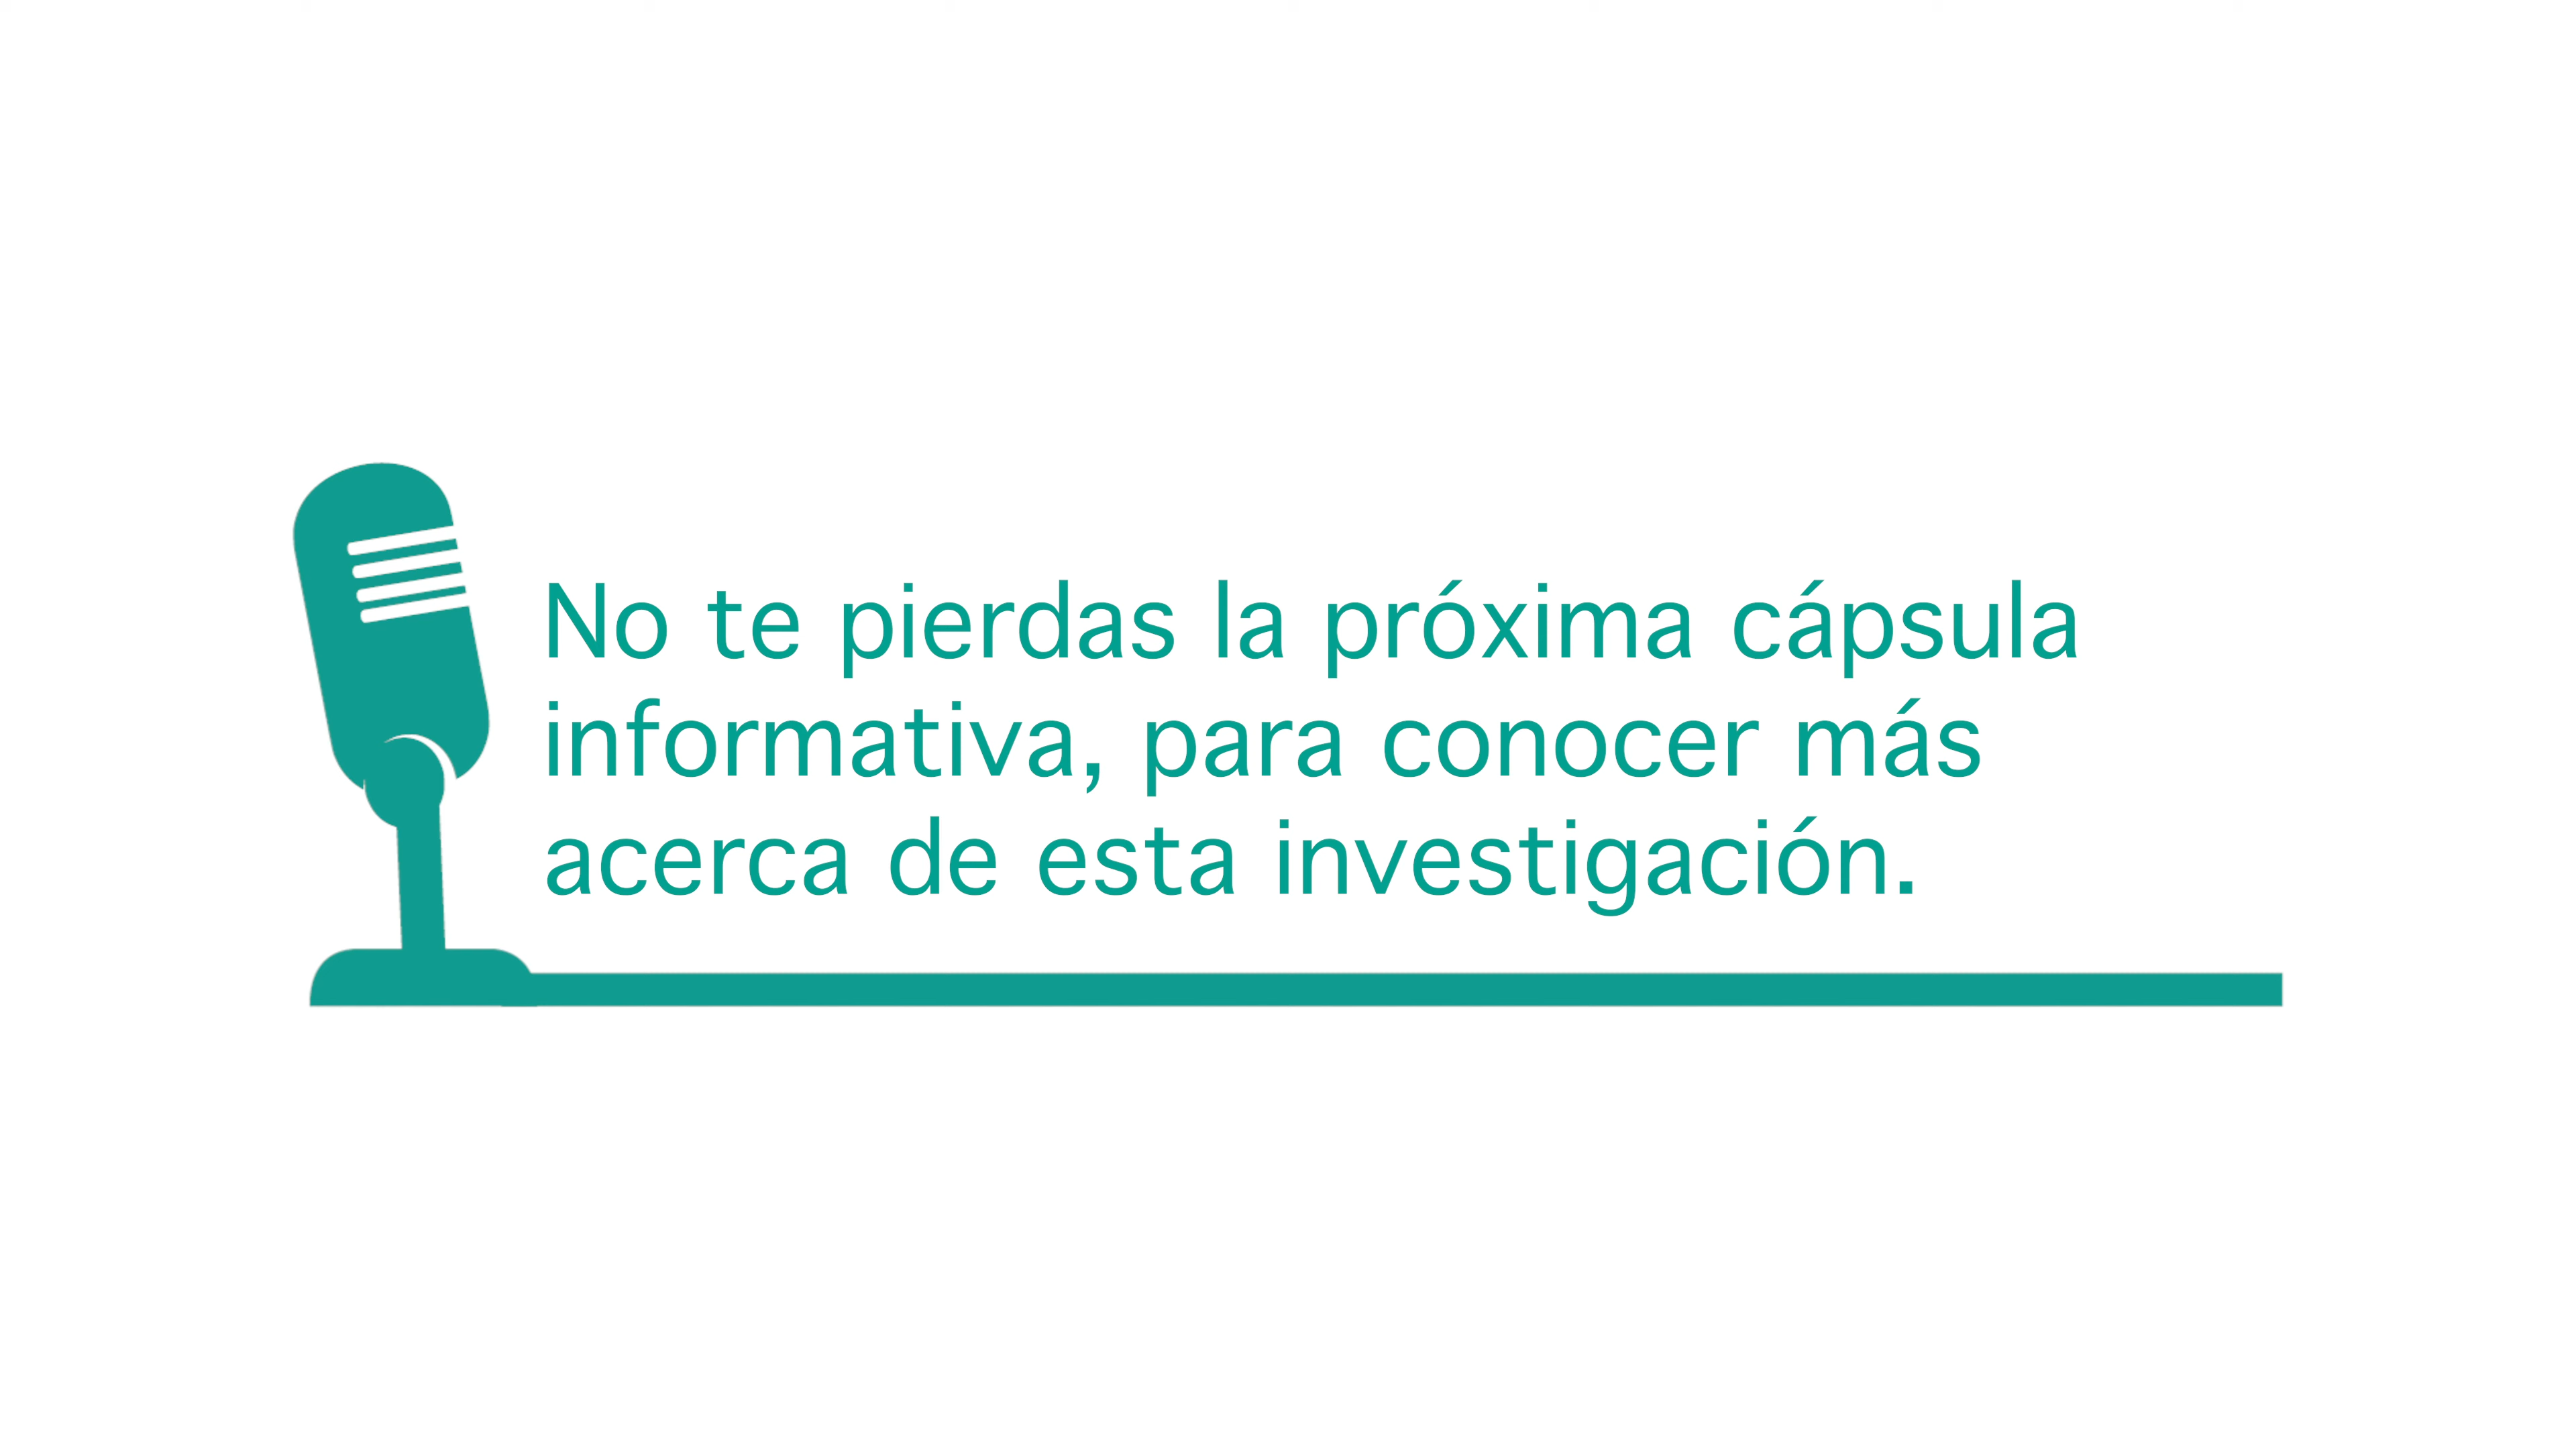 No te pierdas la próxima cápsula
informativa, para conocer más
acerca de esta investigación.